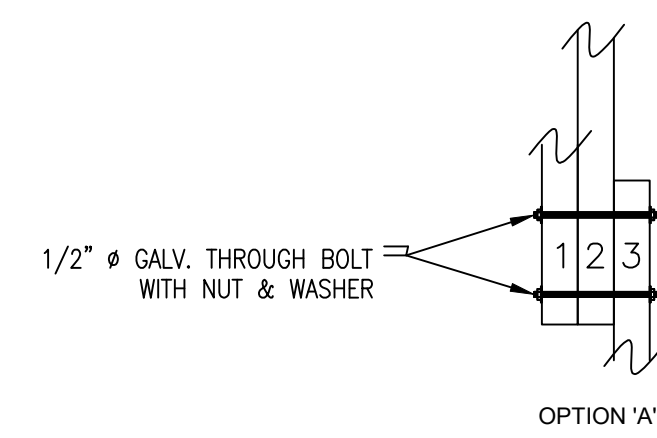 1/2" ø GALV. THROUGH BOLT
WITH NUT & WASHER
1 2 3
OPTION 'A'